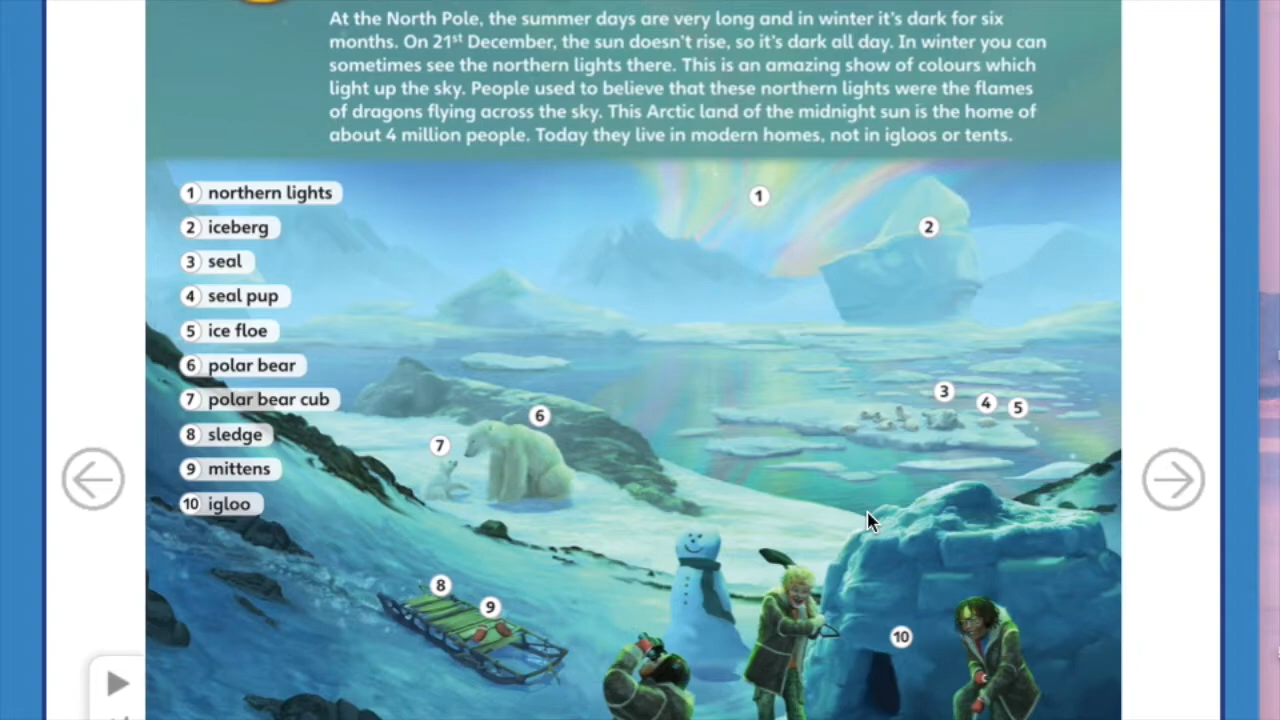 At the North Pole, the summer days are very long and in winter it's dark for six
months. On 21st December, the sun doesn't rise, so it's dark all day. In winter you can
sometimes see the northern lights there. This is an amazing show of colours which
light up the sky. People used to believe that these northern lights were the flames
of dragons flying across the sky. This Arctic land of the midnight sun is the home of
about 4 million people. Today they live in modern homes, not in igloos or tents.
1 northern lights
2 iceberg
3 seal
4 seal pup
5 ice floe
6 polar bear
7 polar bear cub
8 sledge
9 mittens
10 igloo
1
2
3
4
5
6
7
8
9
10